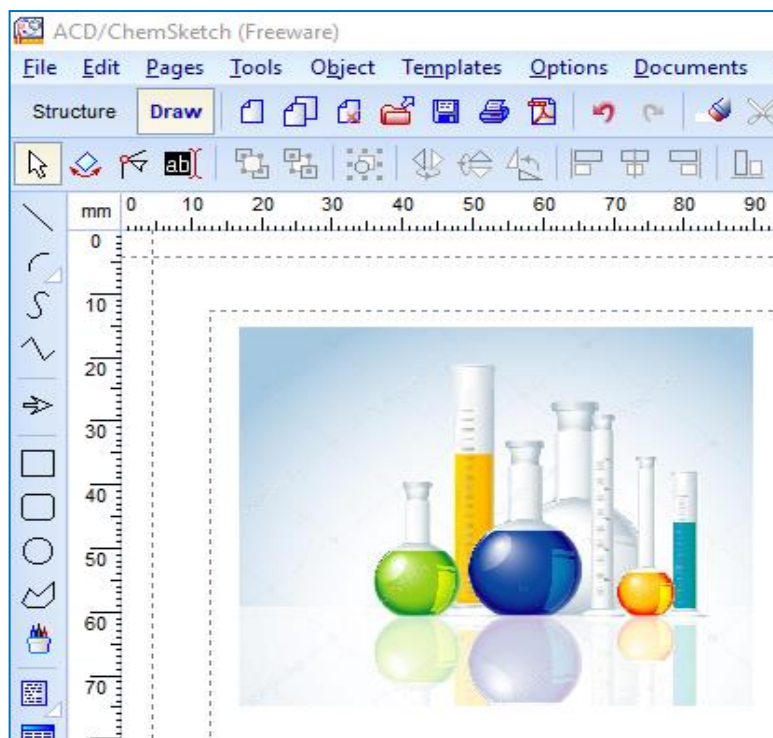 ACD/ChemSketch (Freeware)
File Edit Pages Tools Object Templates Options Documents
Structure Draw
ab
mm 0 10 20 30 40 50 60 70 80 90
0
10
20
30
40
50
60
70